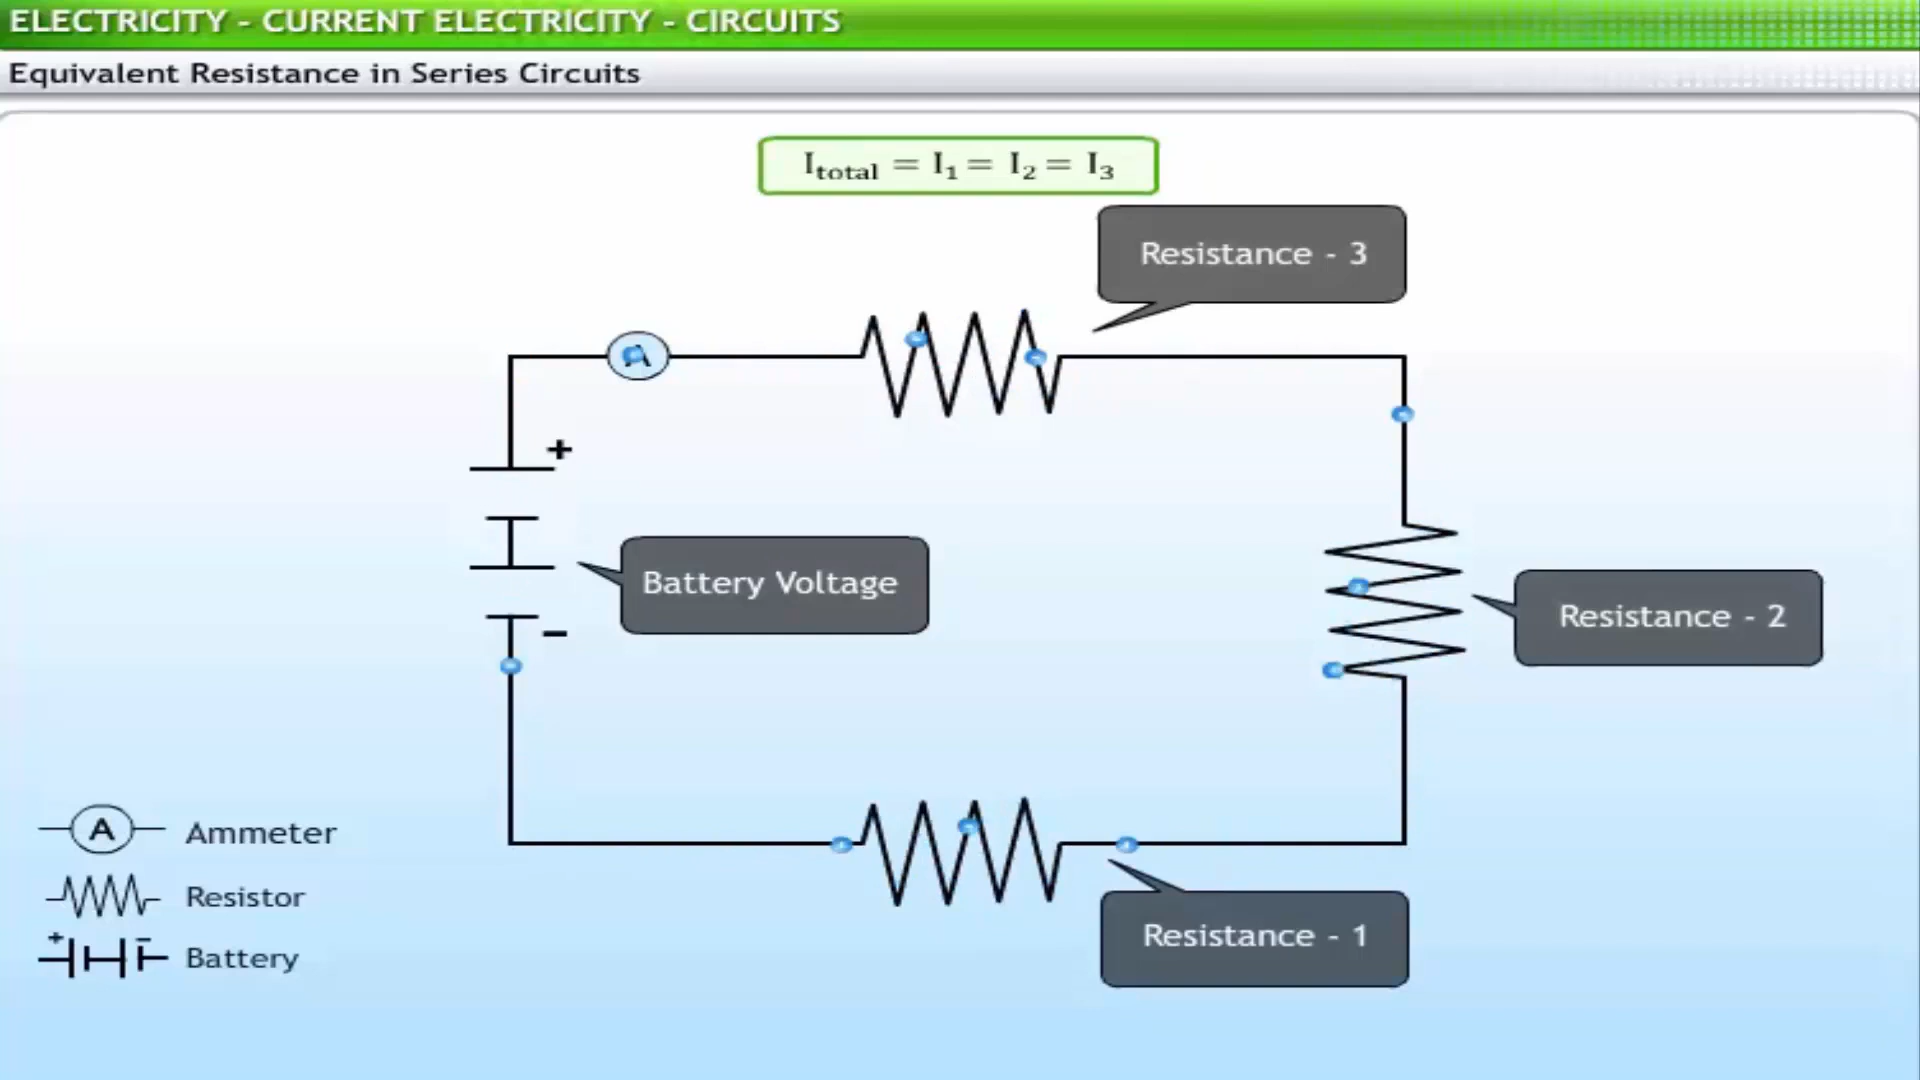 ELECTRICITY - CURRENT ELECTRICITY - CIRCUITS
Equivalent Resistance in Series Circuits
I_total = I_1 = I_2 = I_3
Resistance - 3
A
+
Battery Voltage
Resistance - 2
−
A Ammeter
Resistor
+ −
Battery
Resistance - 1